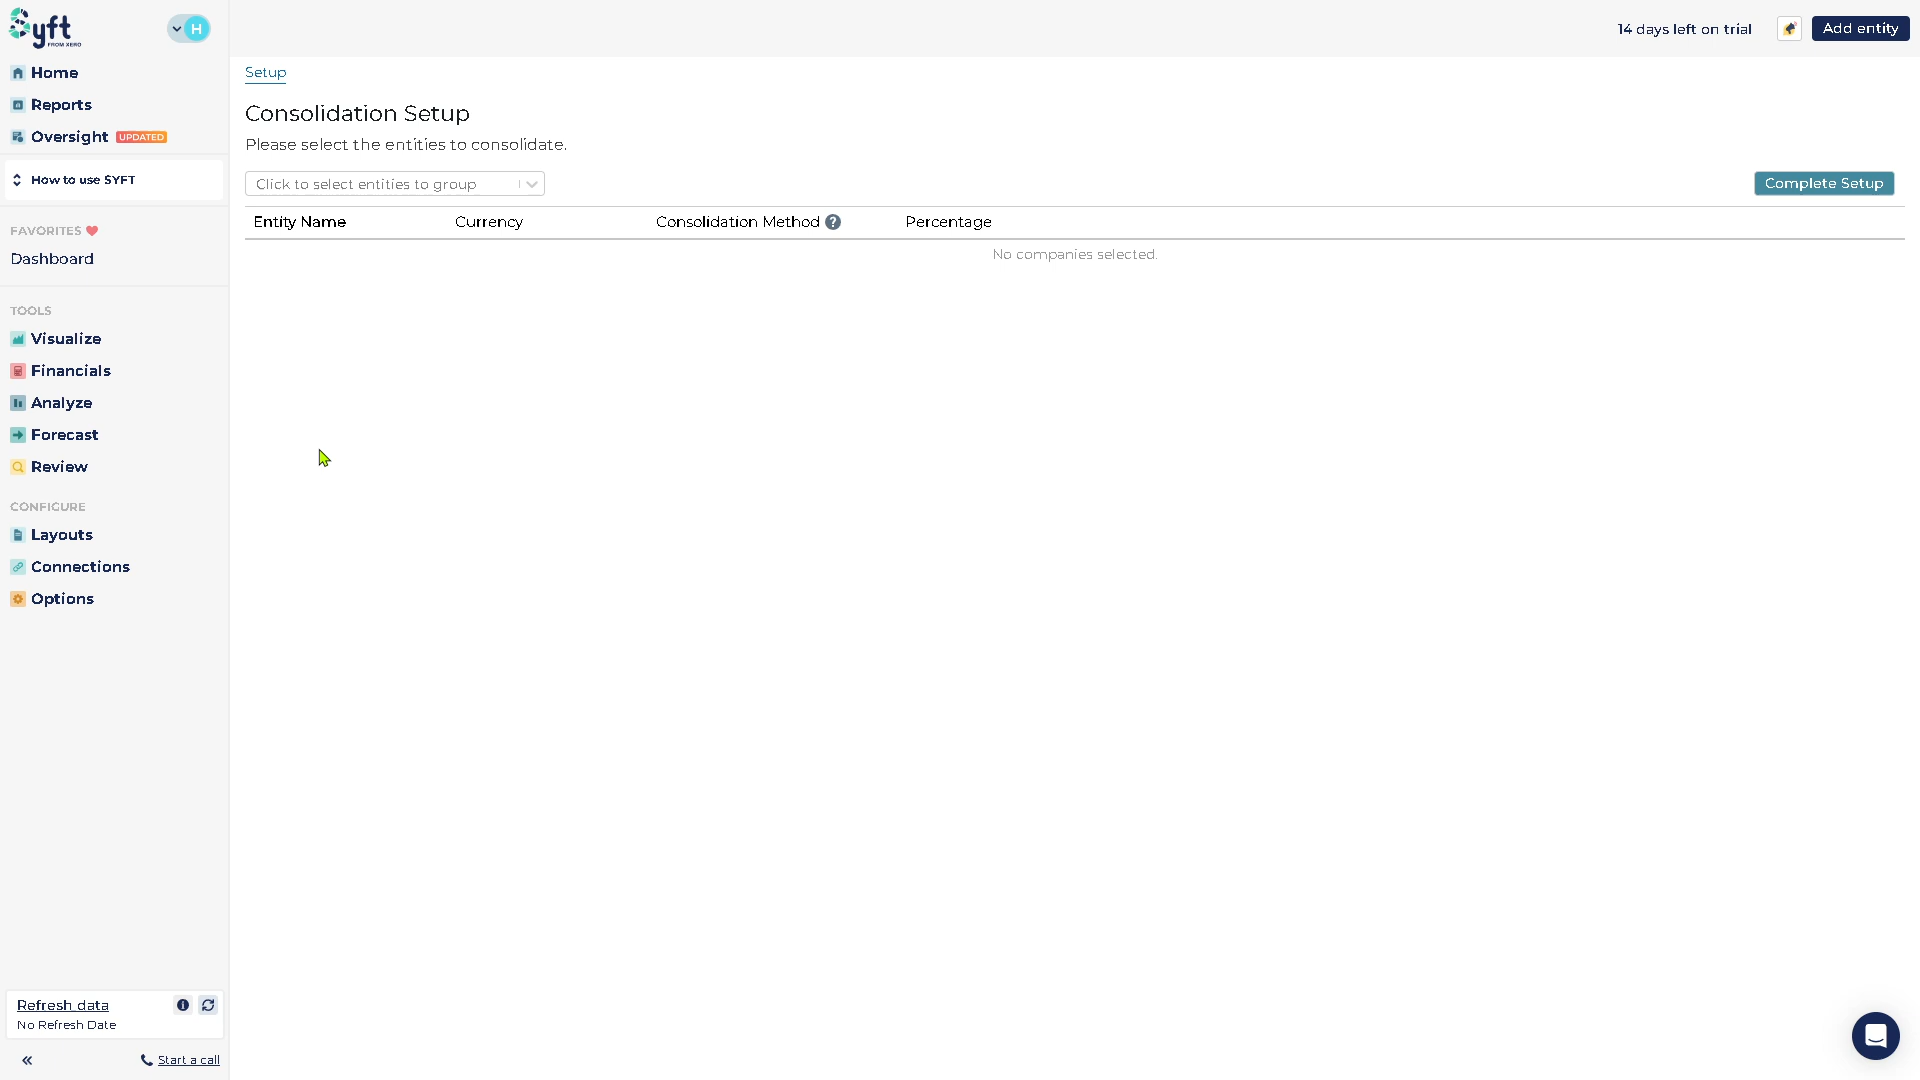 Syft
FROM XERO
H
14 days left on trial
Add entity
Home
Reports
Oversight UPDATED
How to use SYFT
FAVORITES
Dashboard
TOOLS
Visualize
Financials
Analyze
Forecast
Review
CONFIGURE
Layouts
Connections
Options
Refresh data
No Refresh Date
Start a call
Setup
Consolidation Setup
Please select the entities to consolidate.
Click to select entities to group
Complete Setup
Entity Name Currency Consolidation Method ? Percentage
No companies selected.